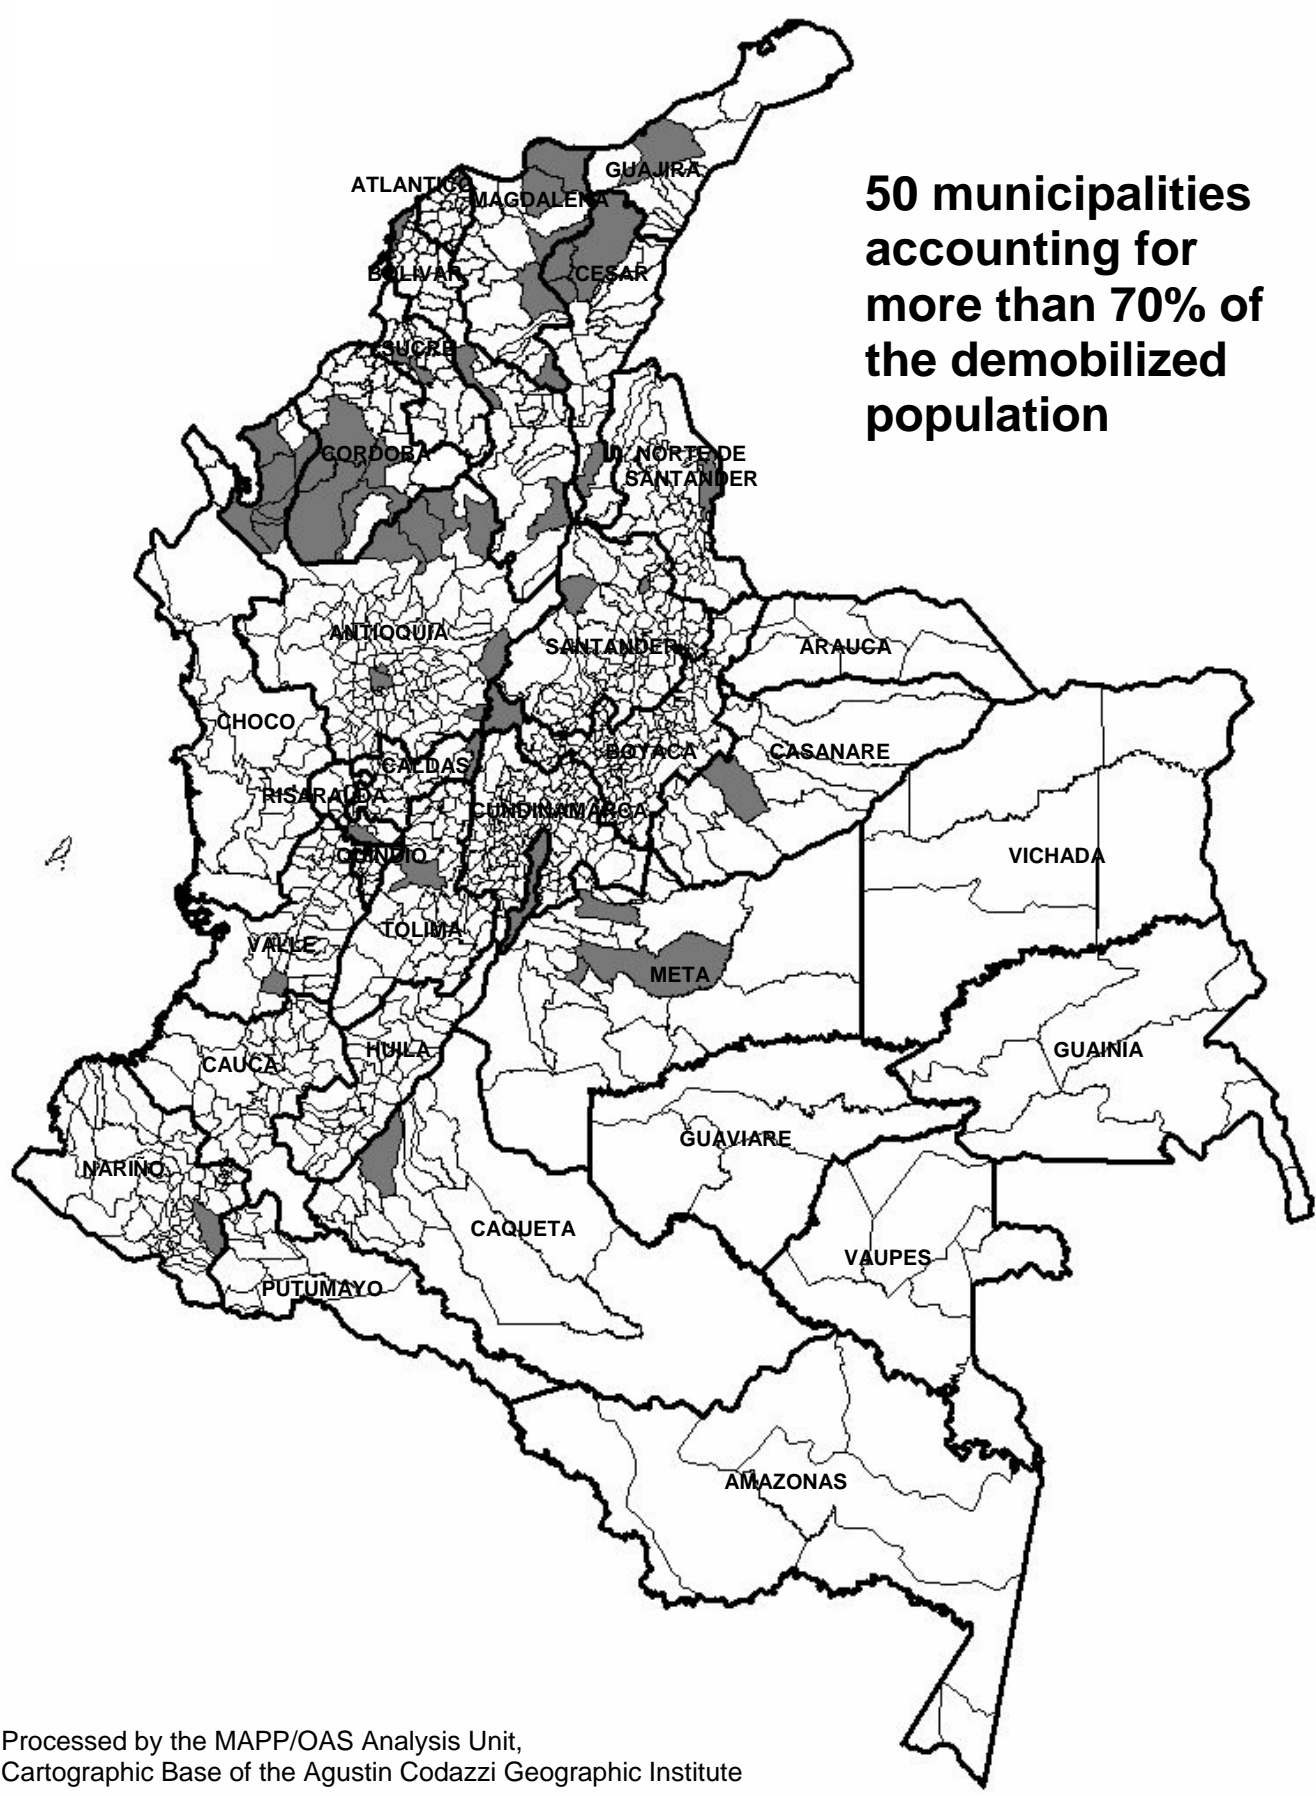 50 municipalities
accounting for
more than 70% of
the demobilized
population
GUAJIRA
ATLANTICO
MAGDALENA
BOLIVAR
CESAR
SUCRE
CORDOBA
NORTE DE
SANTANDER
ANTIOQUIA
SANTANDER
ARAUCA
CHOCO
BOYACA
CASANARE
CALDAS
RISARALDA
CUNDINAMARCA
QUINDIO
VICHADA
TOLIMA
VALLE
META
HUILA
CAUCA
GUAINIA
GUAVIARE
NARIÑO
CAQUETA
VAUPES
PUTUMAYO
AMAZONAS
Processed by the MAPP/OAS Analysis Unit,
Cartographic Base of the Agustin Codazzi Geographic Institute